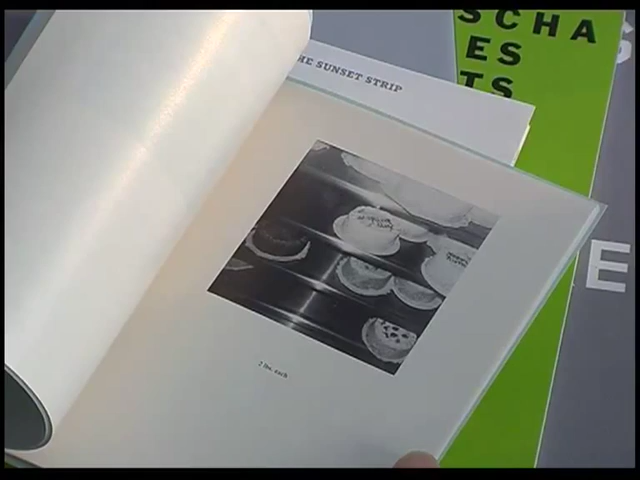 SCHA
ES
TS
HE SUNSET STRIP
E
2 lbs. each